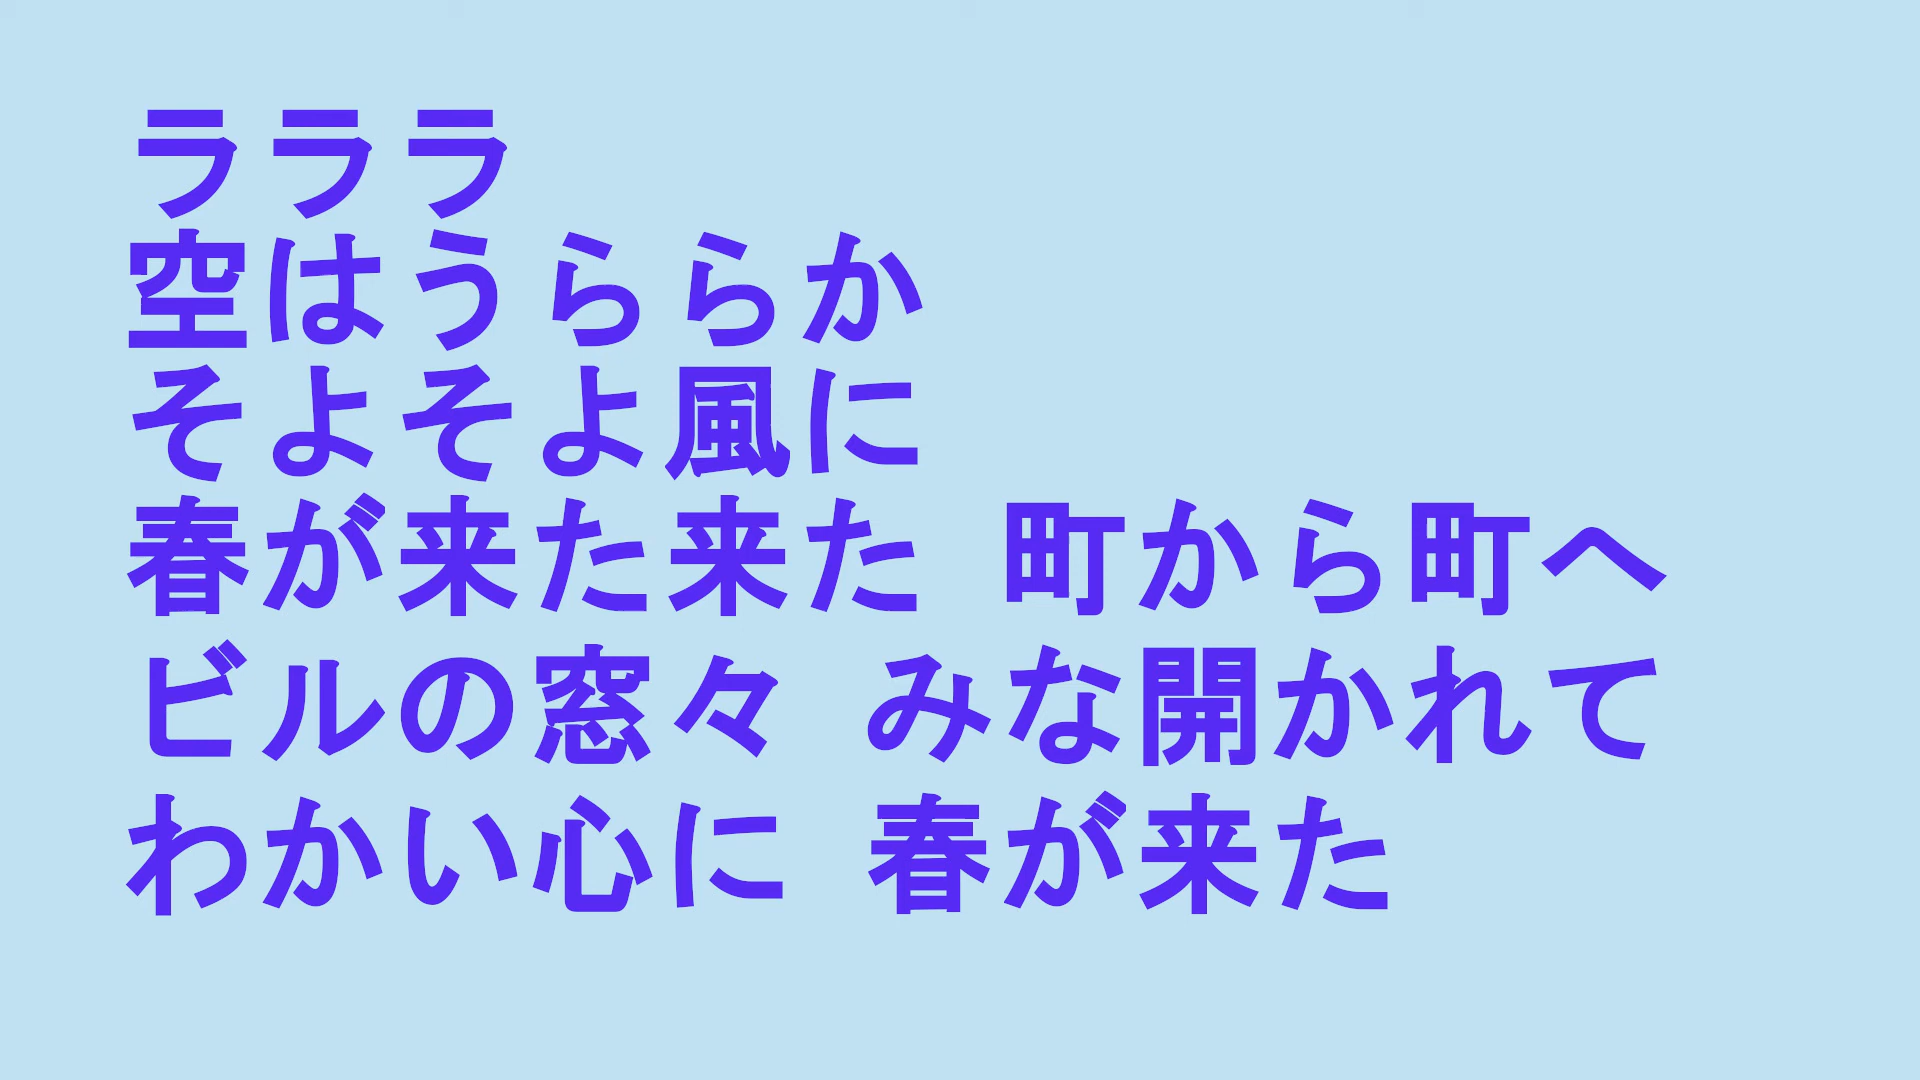 ラララ
空はうららか
そよそよ風に
春が来た来た 町から町へ
ビルの窓々 みな開かれて
わかい心に 春が来た